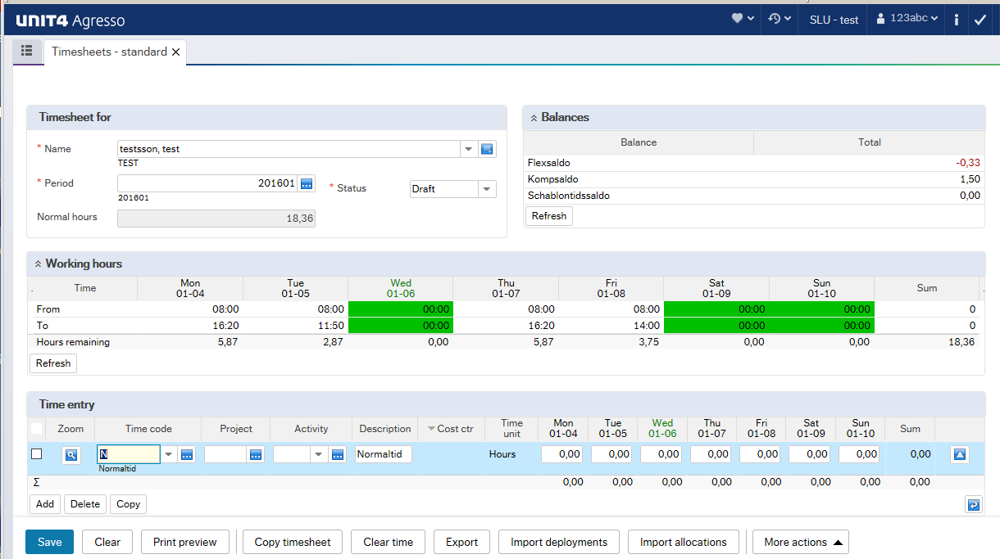 UNIT4 Agresso
SLU - test
123abc
Timesheets - standard
Timesheet for
* Name testsson, test
TEST
* Period 201601 * Status Draft
201601
Normal hours 18,36
Balances
Balance Total
Flexsaldo -0,33
Kompsaldo 1,50
Schablontidssaldo 0,00
Refresh
Working hours
. Time Mon 01-04 Tue 01-05 Wed 01-06 Thu 01-07 Fri 01-08 Sat 01-09 Sun 01-10 Sum .
From 08:00 08:00 00:00 08:00 08:00 00:00 00:00 0
To 16:20 11:50 00:00 16:20 14:00 00:00 00:00 0
Hours remaining 5,87 2,87 0,00 5,87 3,75 0,00 0,00 18,36
Refresh
Time entry
Zoom Time code Project Activity Description Cost ctr Time unit Mon 01-04 Tue 01-05 Wed 01-06 Thu 01-07 Fri 01-08 Sat 01-09 Sun 01-10 Sum
N Normaltid Hours 0,00 0,00 0,00 0,00 0,00 0,00 0,00 0,00
Normaltid
Σ 0,00 0,00 0,00 0,00 0,00 0,00 0,00 0,00
Add Delete Copy
Save Clear Print preview Copy timesheet Clear time Export Import deployments Import allocations More actions